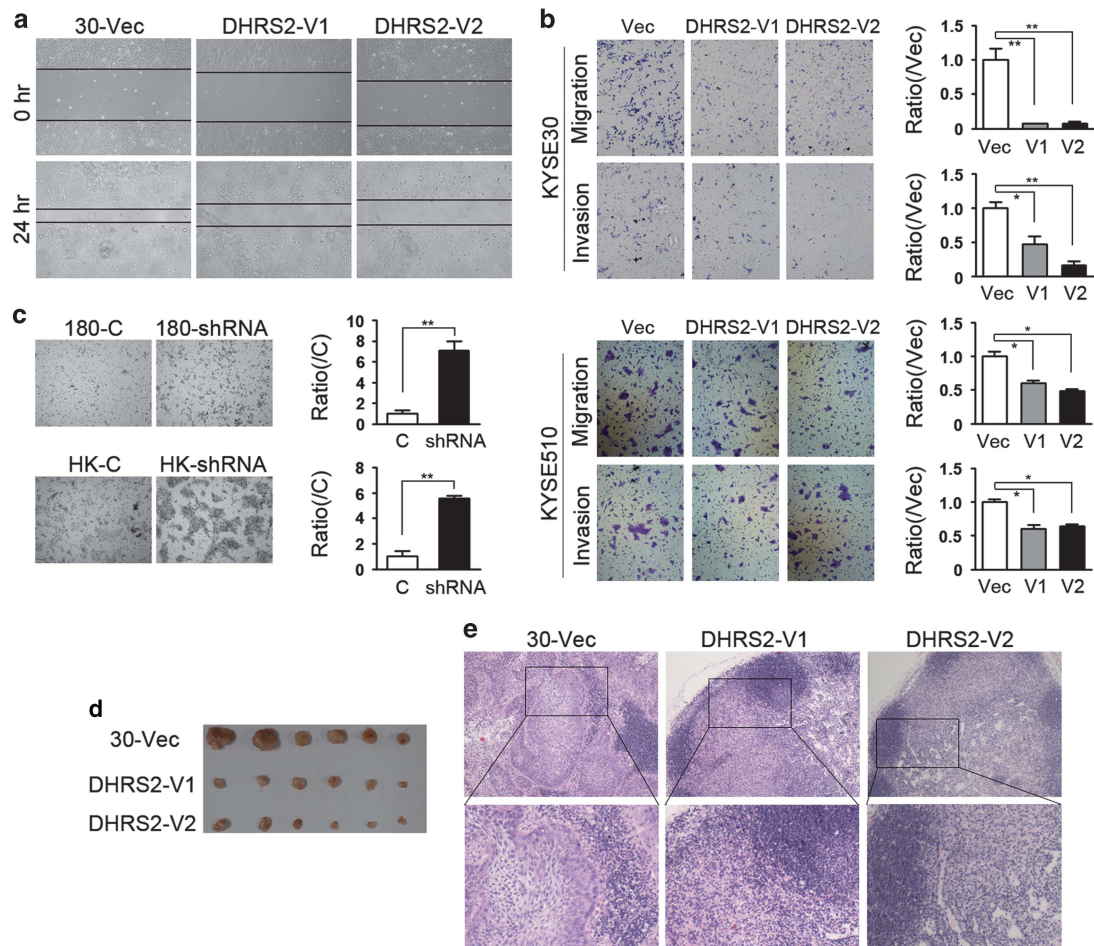 a
30-Vec DHRS2-V1 DHRS2-V2
0 hr
24 hr
b
Vec DHRS2-V1 DHRS2-V2
KYSE30
Migration
Invasion
Ratio(/Vec)
1.5
1.0
0.5
0
**
**
Vec V1 V2
Ratio(/Vec)
1.5
1.0
0.5
0
**
*
Vec V1 V2
c
180-C 180-shRNA
Ratio(/C)
10
8
6
4
2
0
**
C shRNA
HK-C HK-shRNA
Ratio(/C)
6
4
2
0
**
C shRNA
Vec DHRS2-V1 DHRS2-V2
KYSE510
Migration
Invasion
Ratio(/Vec)
1.5
1.0
0.5
0
*
*
Vec V1 V2
Ratio(/Vec)
1.5
1.0
0.5
0
*
*
Vec V1 V2
d
30-Vec
DHRS2-V1
DHRS2-V2
e
30-Vec DHRS2-V1 DHRS2-V2